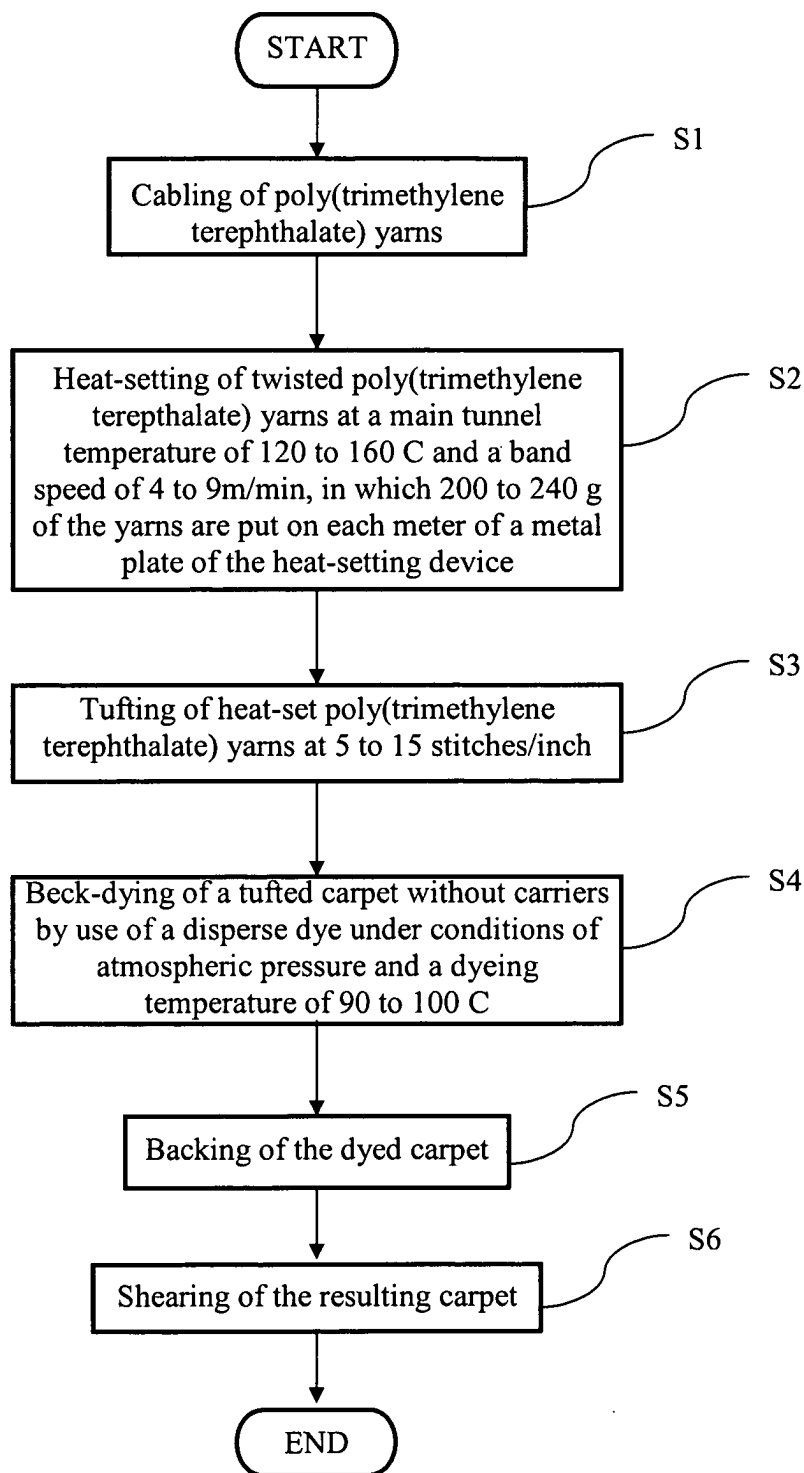 START
S1
Cabling of poly(trimethylene
terephthalate) yarns
S2
Heat-setting of twisted poly(trimethylene
terepthalate) yarns at a main tunnel
temperature of 120 to 160 C and a band
speed of 4 to 9m/min, in which 200 to 240 g
of the yarns are put on each meter of a metal
plate of the heat-setting device
S3
Tufting of heat-set poly(trimethylene
terephthalate) yarns at 5 to 15 stitches/inch
S4
Beck-dying of a tufted carpet without carriers
by use of a disperse dye under conditions of
atmospheric pressure and a dyeing
temperature of 90 to 100 C
S5
Backing of the dyed carpet
S6
Shearing of the resulting carpet
END